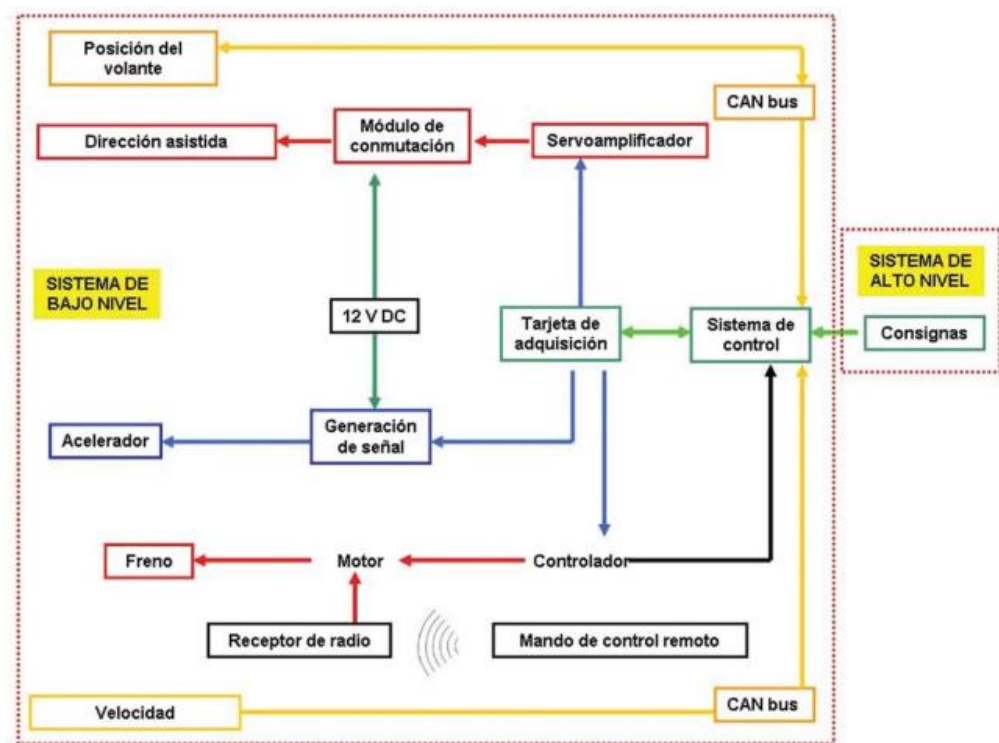 Posición del
volante
CAN bus
Dirección asistida
Módulo de
conmutación
Servoamplificador
SISTEMA DE
BAJO NIVEL
SISTEMA DE
ALTO NIVEL
12 V DC
Tarjeta de
adquisición
Sistema de
control
Consignas
Acelerador
Generación
de señal
Freno
Motor
Controlador
Receptor de radio
Mando de control remoto
Velocidad
CAN bus